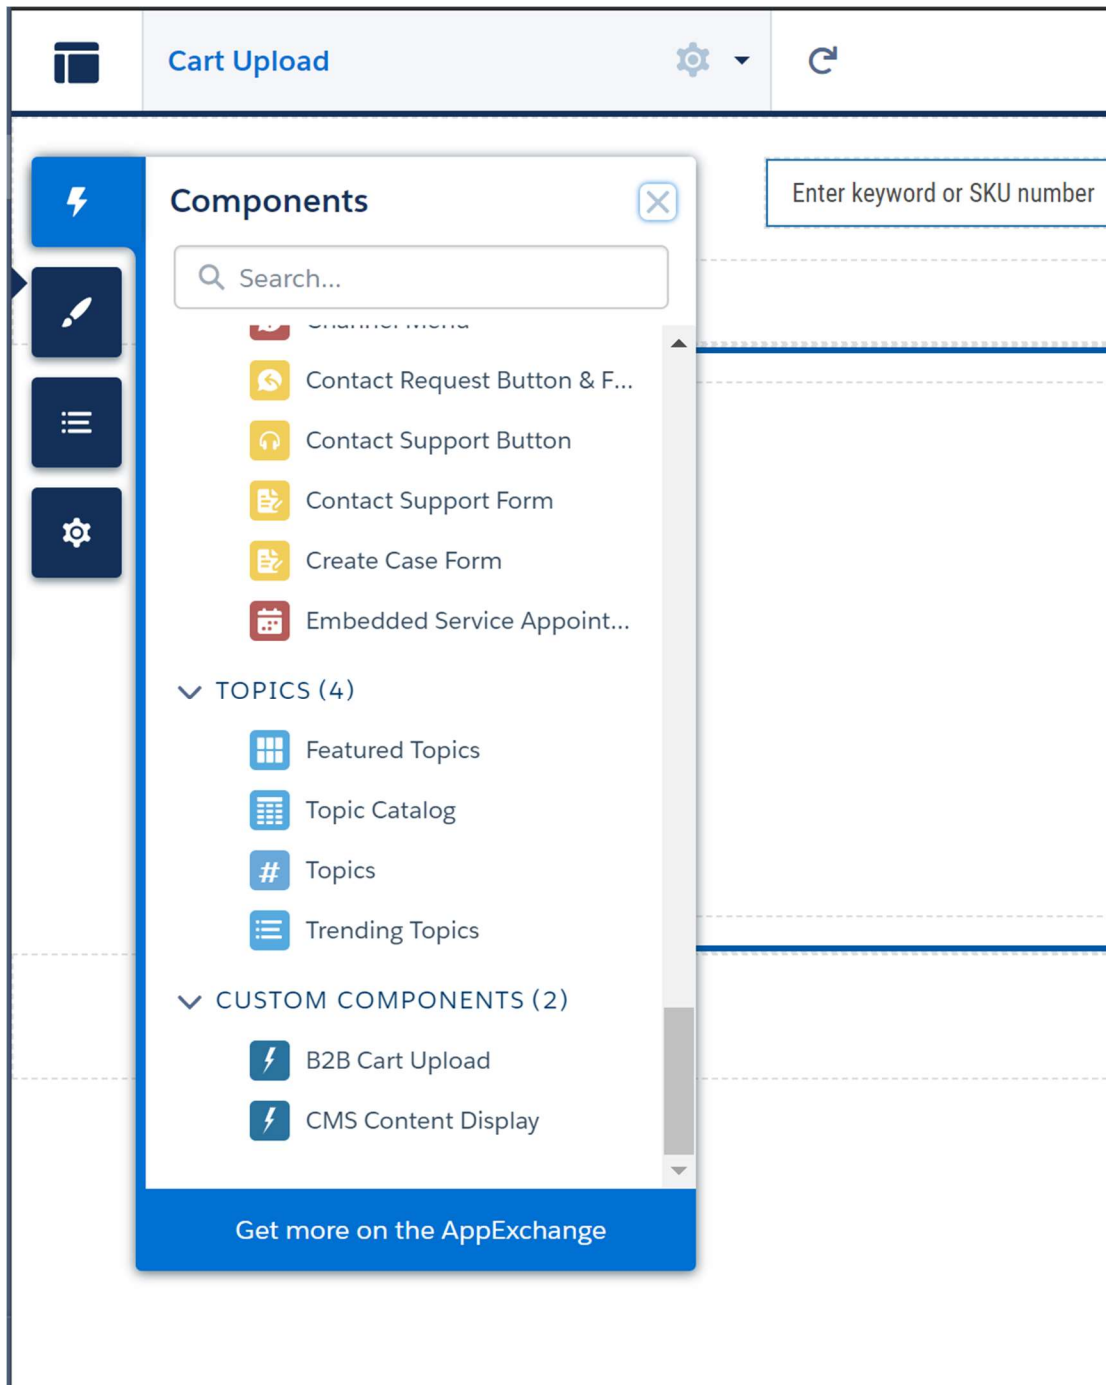 Cart Upload
Enter keyword or SKU number
Components
Search...
Channel Menu
Contact Request Button & F...
Contact Support Button
Contact Support Form
Create Case Form
Embedded Service Appoint...
TOPICS (4)
Featured Topics
Topic Catalog
Topics
Trending Topics
CUSTOM COMPONENTS (2)
B2B Cart Upload
CMS Content Display
Get more on the AppExchange